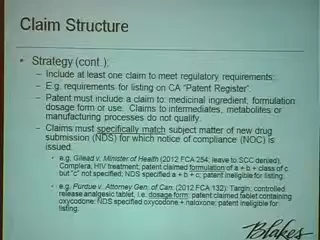 Claim Structure
• Strategy (cont.):
– Include at least one claim to meet regulatory requirements:
– E.g. requirements for listing on CA "Patent Register".
– Patent must include a claim to: medicinal ingredient; formulation;
dosage form or use. Claims to intermediates, metabolites or
manufacturing processes do not qualify.
– Claims must specifically match subject matter of new drug
submission (NDS) for which notice of compliance (NOC) is
issued:
• e.g. Gilead v. Minister of Health (2012 FCA 254; leave to SCC denied),
Complera, HIV treatment; patent claimed formulation of a + b + class of c
but "c" not specified; NDS specified a + b + c; patent ineligible for listing.
• e.g. Purdue v. Attorney Gen. of Can. (2012 FCA 132): Targin; controlled
release analgesic tablet, i.e. dosage form; patent claimed tablet containing
oxycodone; NDS specified oxycodone + naloxone; patent ineligible for
listing.
Blakes